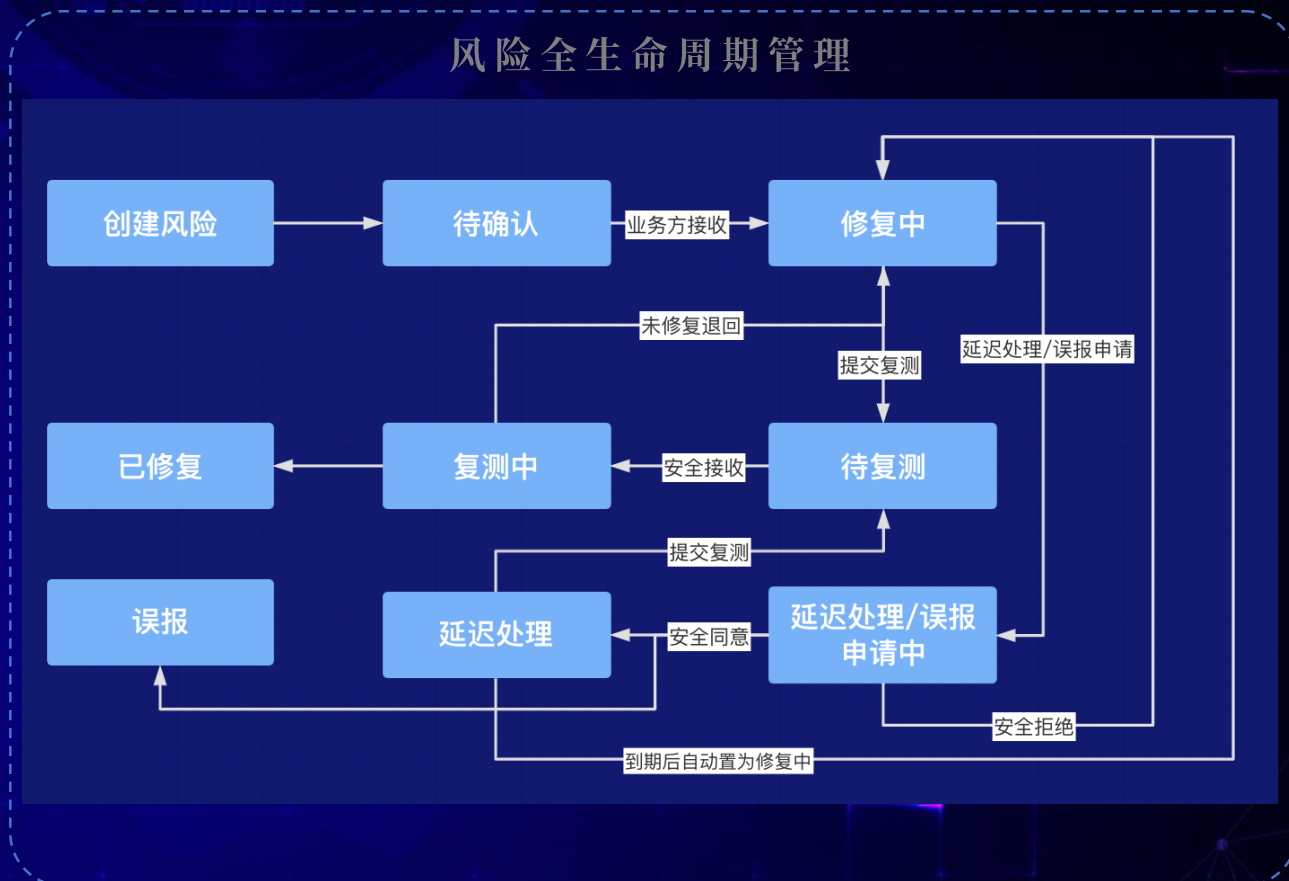 风险全生命周期管理
创建风险
待确认
业务方接收
修复中
未修复退回
提交复测
延迟处理/误报申请
已修复
复测中
安全接收
待复测
提交复测
误报
延迟处理
安全同意
延迟处理/误报
申请中
安全拒绝
到期后自动置为修复中